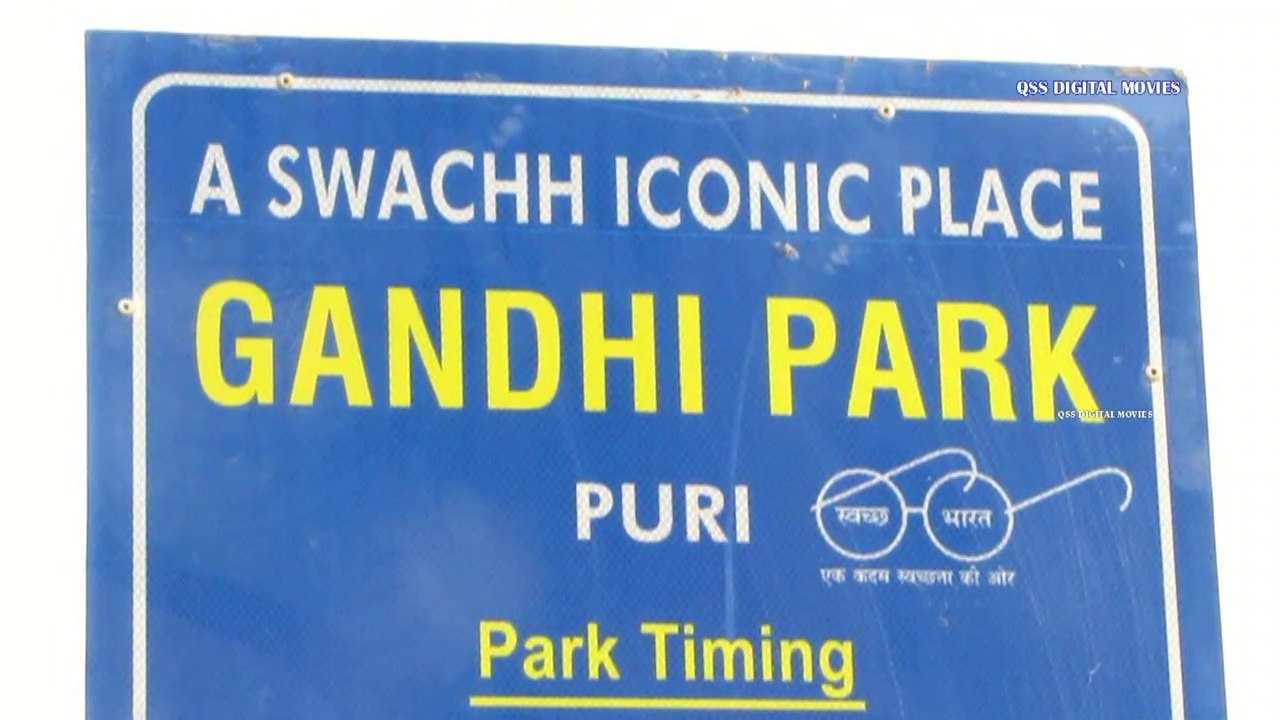 QSS DIGITAL MOVIES
A SWACHH ICONIC PLACE
GANDHI PARK
QSS DIGITAL MOVIES
PURI
स्वच्छ भारत
एक कदम स्वच्छता की ओर
Park Timing